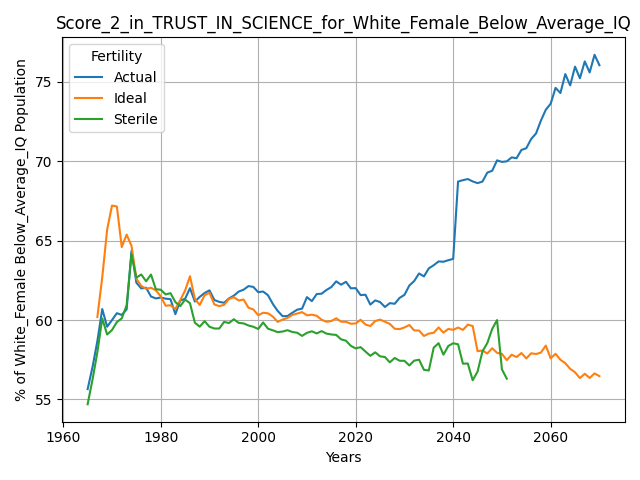 Score_2_in_TRUST_IN_SCIENCE_for_White_Female_Below_Average_IQ
% of White_Female Below_Average_IQ Population
75
70
65
60
55
Fertility
Actual
Ideal
Sterile
1960 1980 2000 2020 2040 2060
Years